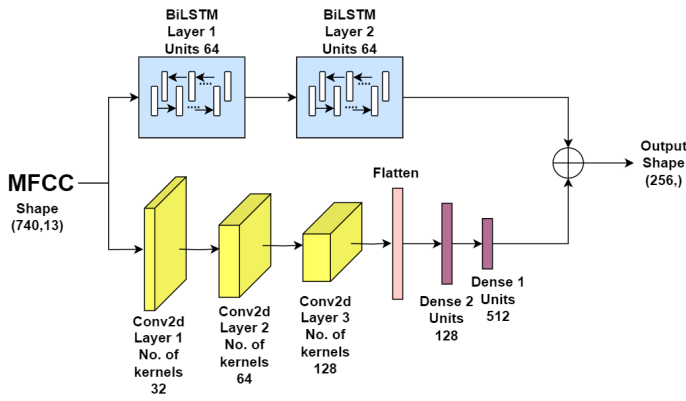 BiLSTM
Layer 1
Units 64
BiLSTM
Layer 2
Units 64
....
....
....
....
MFCC
Shape
(740,13)
Output
Shape
(256,)
Flatten
Conv2d
Layer 1
No. of
kernels
32
Conv2d
Layer 2
No. of
kernels
64
Conv2d
Layer 3
No. of
kernels
128
Dense 2
Units
128
Dense 1
Units
512